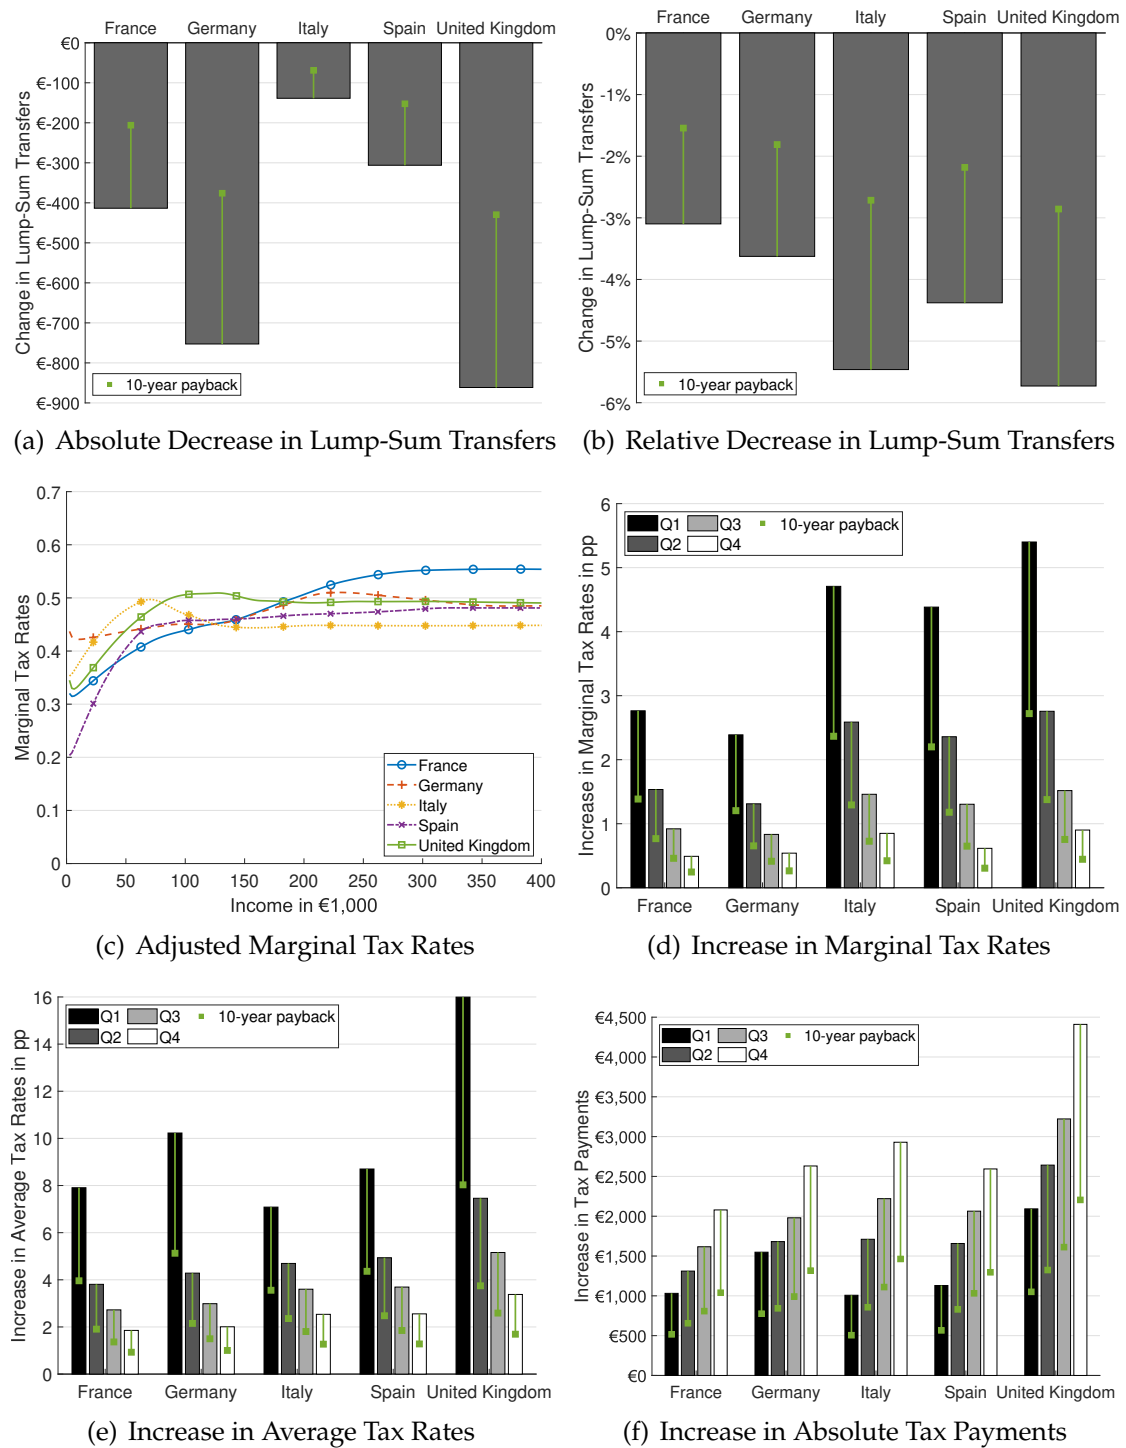 France Germany Italy Spain United Kingdom
€0
€-100
€-200
€-300
€-400
€-500
€-600
€-700
€-800
€-900
Change in Lump-Sum Transfers
10-year payback
(a) Absolute Decrease in Lump-Sum Transfers
France Germany Italy Spain United Kingdom
0%
-1%
-2%
-3%
-4%
-5%
-6%
Change in Lump-Sum Transfers
10-year payback
(b) Relative Decrease in Lump-Sum Transfers
0.7
0.6
0.5
0.4
0.3
0.2
0.1
0
Marginal Tax Rates
France
Germany
Italy
Spain
United Kingdom
0 50 100 150 200 250 300 350 400
Income in €1,000
(c) Adjusted Marginal Tax Rates
6
5
4
3
2
1
0
Increase in Marginal Tax Rates in pp
Q1 Q3 10-year payback
Q2 Q4
France Germany Italy Spain United Kingdom
(d) Increase in Marginal Tax Rates
16
14
12
10
8
6
4
2
0
Increase in Average Tax Rates in pp
Q1 Q3 10-year payback
Q2 Q4
France Germany Italy Spain United Kingdom
(e) Increase in Average Tax Rates
€4,500
€4,000
€3,500
€3,000
€2,500
€2,000
€1,500
€1,000
€500
€0
Increase in Tax Payments
Q1 Q3 10-year payback
Q2 Q4
France Germany Italy Spain United Kingdom
(f) Increase in Absolute Tax Payments